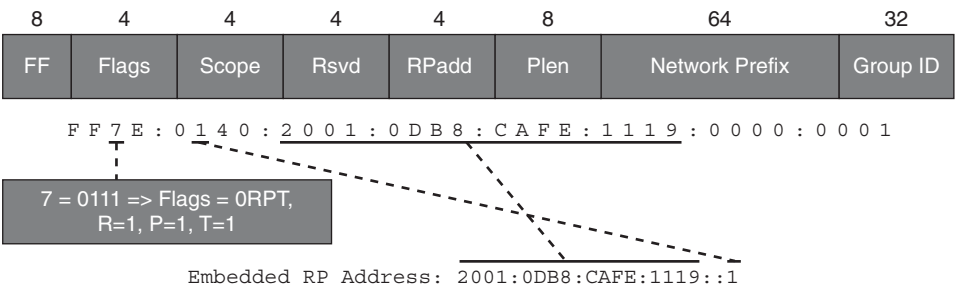 8 4 4 4 4 8 64 32
FF Flags Scope Rsvd RPadd Plen Network Prefix Group ID
FF7E:0140:2001:0DB8:CAFE:1119:0000:0001
7 = 0111 => Flags = 0RPT,
R=1, P=1, T=1
Embedded RP Address: 2001:0DB8:CAFE:1119::1